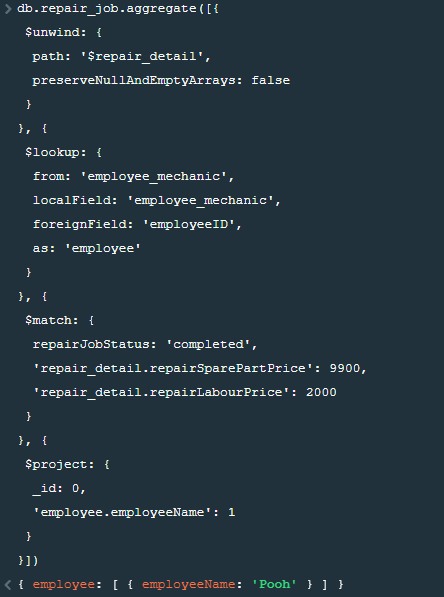 > db.repair_job.aggregate([{
$unwind: {
path: '$repair_detail',
preserveNullAndEmptyArrays: false
}
}, {
$lookup: {
from: 'employee_mechanic',
localField: 'employee_mechanic',
foreignField: 'employeeID',
as: 'employee'
}
}, {
$match: {
repairJobStatus: 'completed',
'repair_detail.repairSparePartPrice': 9900,
'repair_detail.repairLabourPrice': 2000
}
}, {
$project: {
_id: 0,
'employee.employeeName': 1
}
}])
< { employee: [ { employeeName: 'Pooh' } ] }